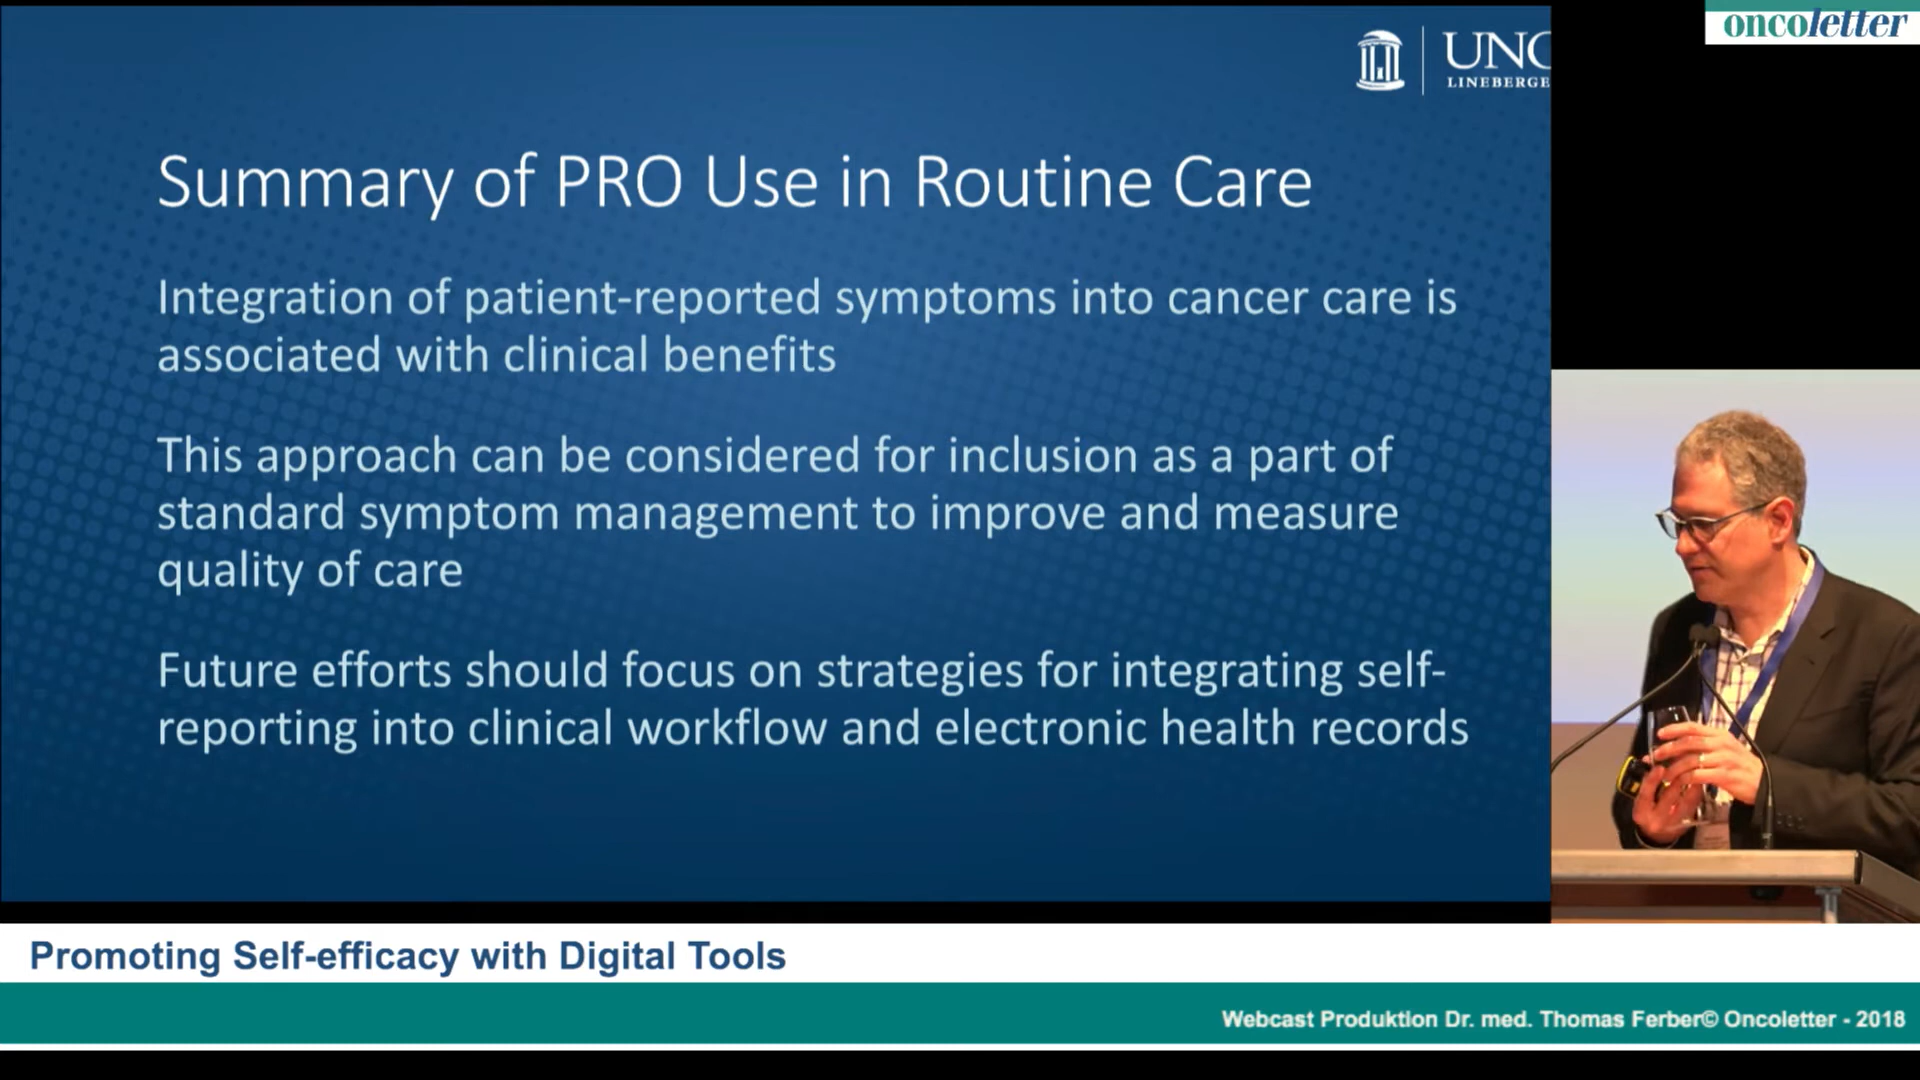 oncoletter
UNC
LINEBERGE
Summary of PRO Use in Routine Care
Integration of patient-reported symptoms into cancer care is
associated with clinical benefits
This approach can be considered for inclusion as a part of
standard symptom management to improve and measure
quality of care
Future efforts should focus on strategies for integrating self-
reporting into clinical workflow and electronic health records
Promoting Self-efficacy with Digital Tools
Webcast Produktion Dr. med. Thomas Ferber© Oncoletter - 2018